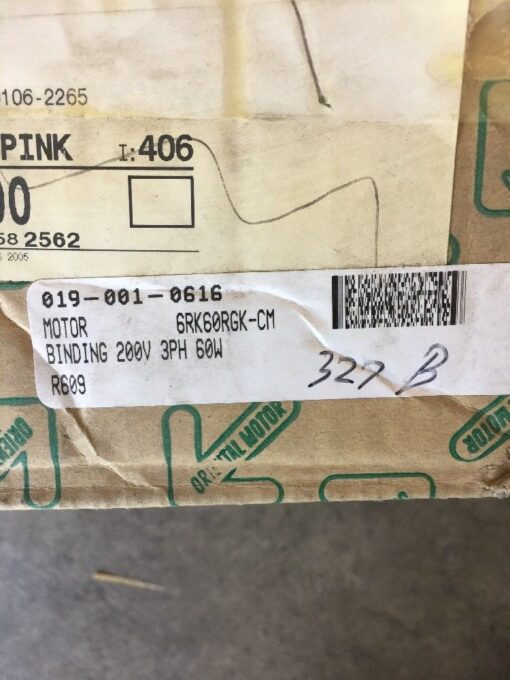 106-2265
PINK I:406
00
58 2562
2005
019-001-0616
MOTOR 6RK60RGK-CM
BINDING 200V 3PH 60W
R609
327 B
ORIENTAL MOTOR
MOTOR